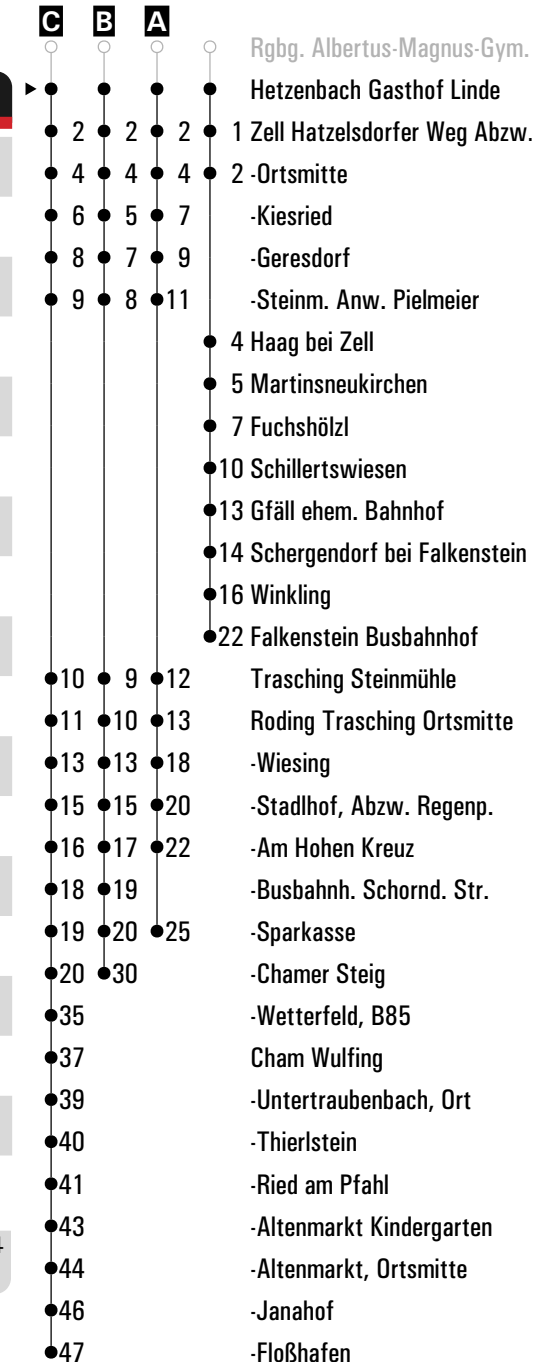 C B A
Rgbg. Albertus-Magnus-Gym.
Hetzenbach Gasthof Linde
2 2 2 1 Zell Hatzelsdorfer Weg Abzw.
4 4 4 2 -Ortsmitte
6 5 7 -Kiesried
8 7 9 -Geresdorf
9 8 11 -Steinm. Anw. Pielmeier
4 Haag bei Zell
5 Martinsneukirchen
7 Fuchshölzl
10 Schillertswiesen
13 Gfäll ehem. Bahnhof
14 Schergendorf bei Falkenstein
16 Winkling
22 Falkenstein Busbahnhof
10 9 12 Trasching Steinmühle
11 10 13 Roding Trasching Ortsmitte
13 13 18 -Wiesing
15 15 20 -Stadlhof, Abzw. Regenp.
16 17 22 -Am Hohen Kreuz
18 19 -Busbahnh. Schornd. Str.
19 20 25 -Sparkasse
20 30 -Chamer Steig
35 -Wetterfeld, B85
37 Cham Wulfing
39 -Untertraubenbach, Ort
40 -Thierlstein
41 -Ried am Pfahl
43 -Altenmarkt Kindergarten
44 -Altenmarkt, Ortsmitte
46 -Janahof
47 -Floßhafen